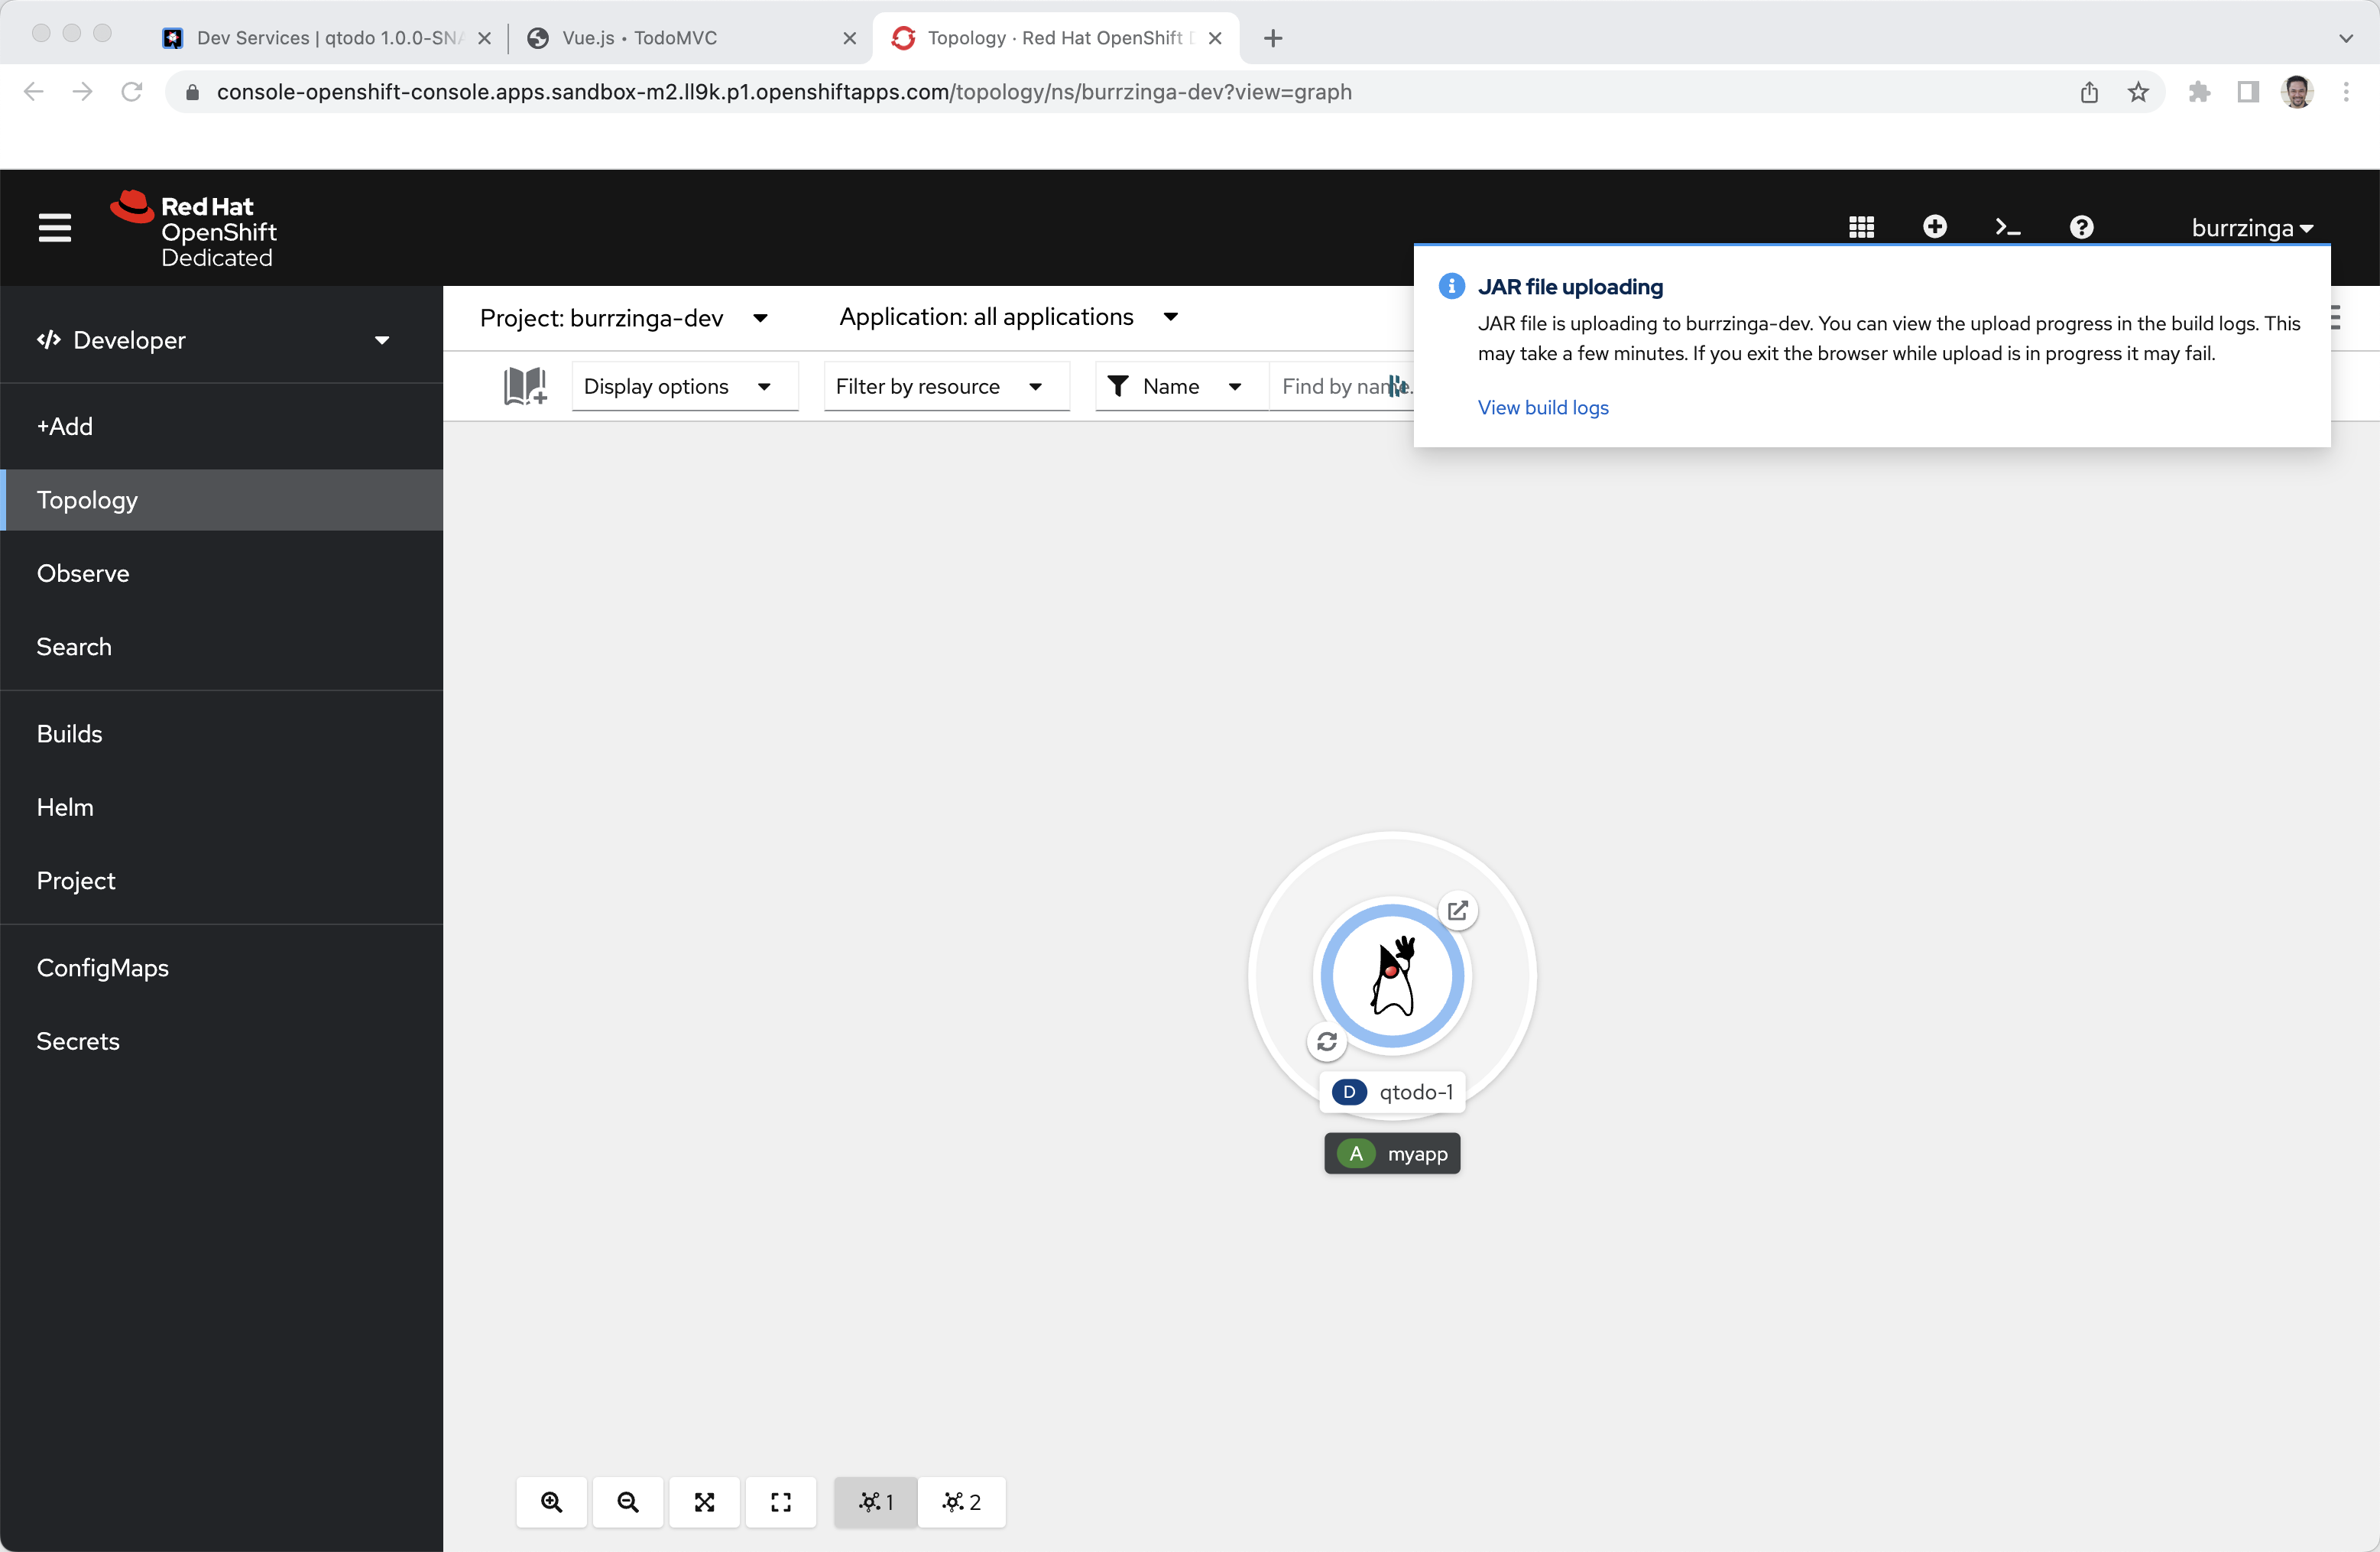 Dev Services | qtodo 1.0.0-SNA
Vue.js • TodoMVC
Topology · Red Hat OpenShift D
console-openshift-console.apps.sandbox-m2.ll9k.p1.openshiftapps.com/topology/ns/burrzinga-dev?view=graph
Red Hat
OpenShift
Dedicated
burrzinga
JAR file uploading
JAR file is uploading to burrzinga-dev. You can view the upload progress in the build logs. This
may take a few minutes. If you exit the browser while upload is in progress it may fail.
View build logs
Developer
+Add
Topology
Observe
Search
Builds
Helm
Project
ConfigMaps
Secrets
Project: burrzinga-dev
Application: all applications
Display options
Filter by resource
Name
Find by name.
D qtodo-1
A myapp
1
2